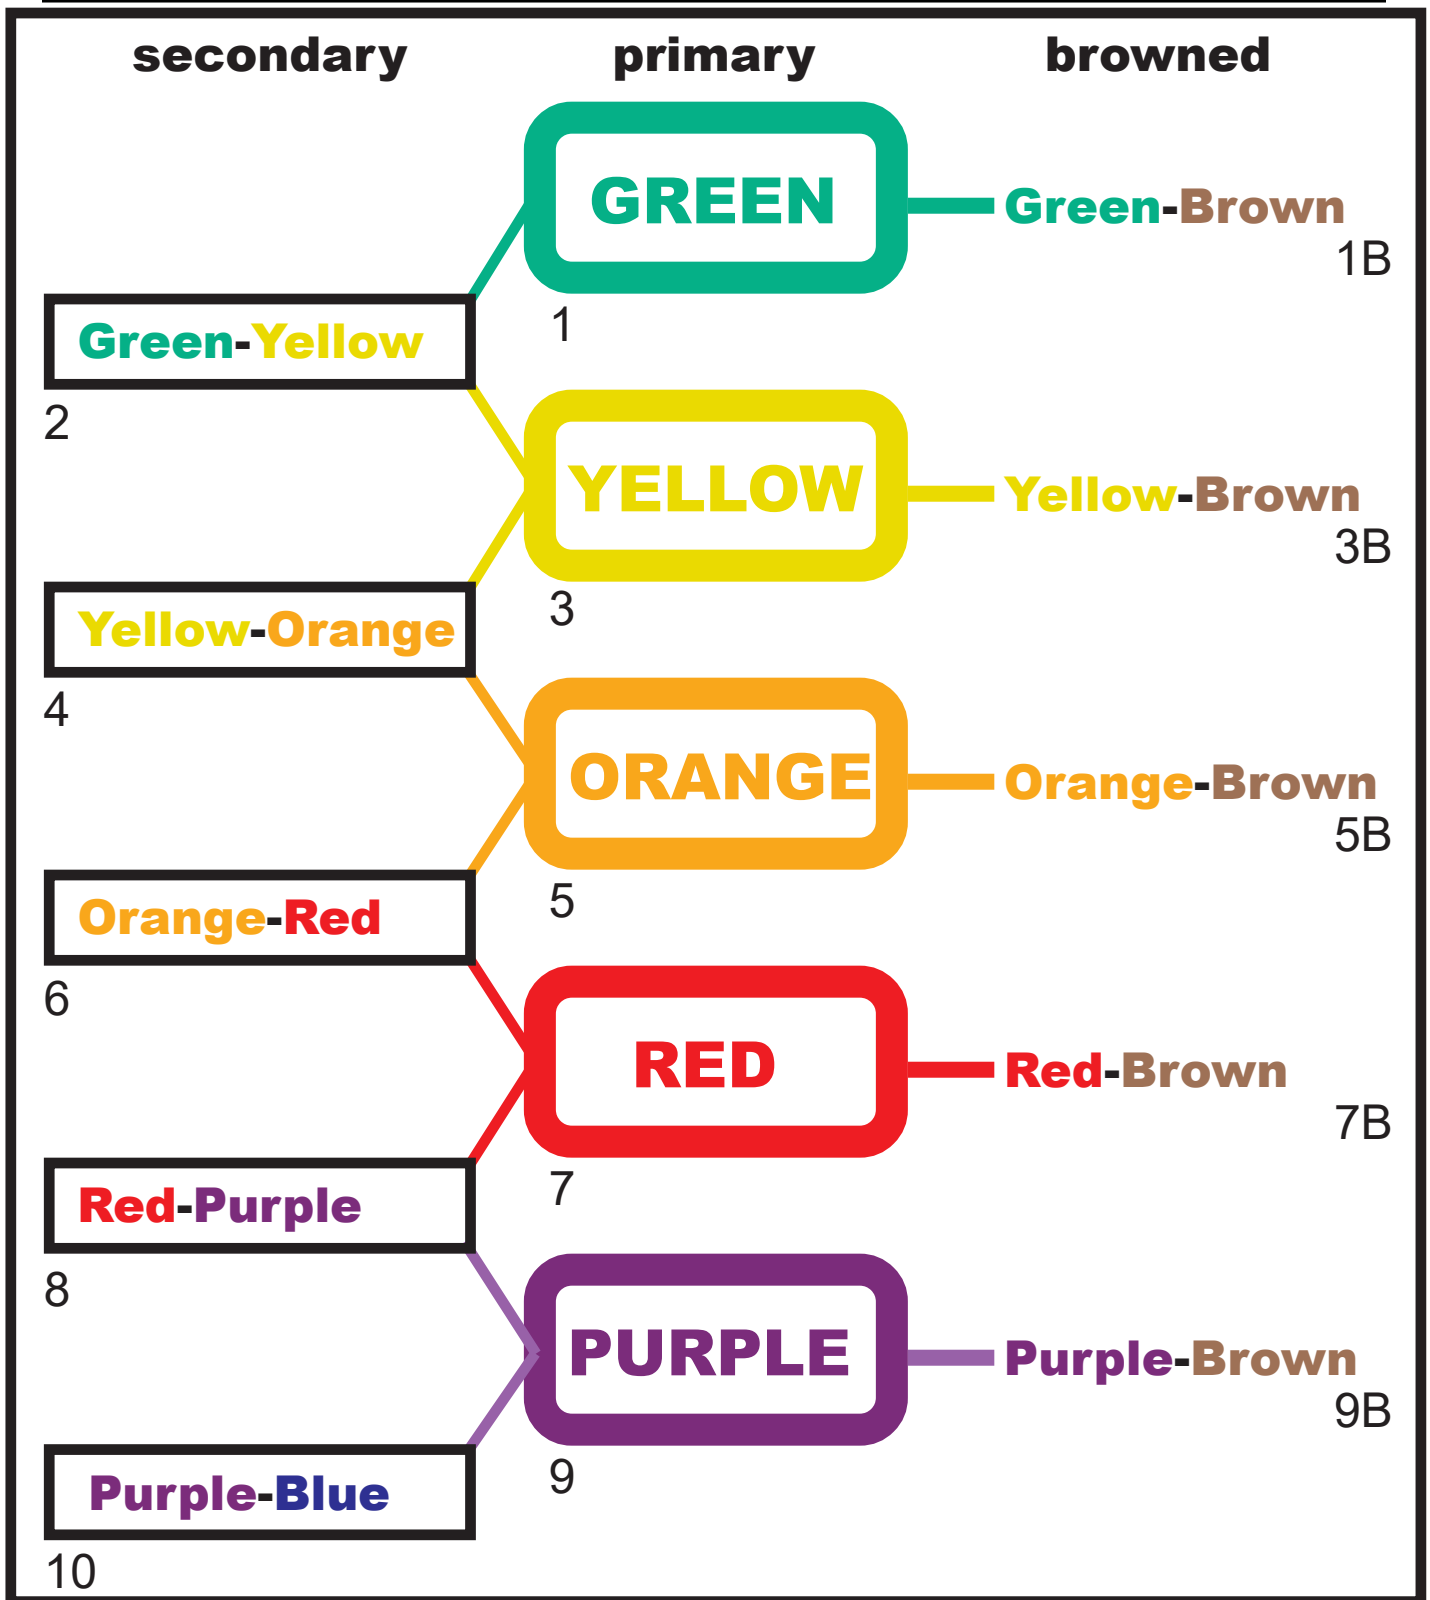 secondary primary browned
GREEN
Green-Brown
1B
1
Green-Yellow
2
YELLOW
Yellow-Brown
3B
3
Yellow-Orange
4
ORANGE
Orange-Brown
5B
5
Orange-Red
6
RED
Red-Brown
7B
7
Red-Purple
8
PURPLE
Purple-Brown
9B
9
Purple-Blue
10